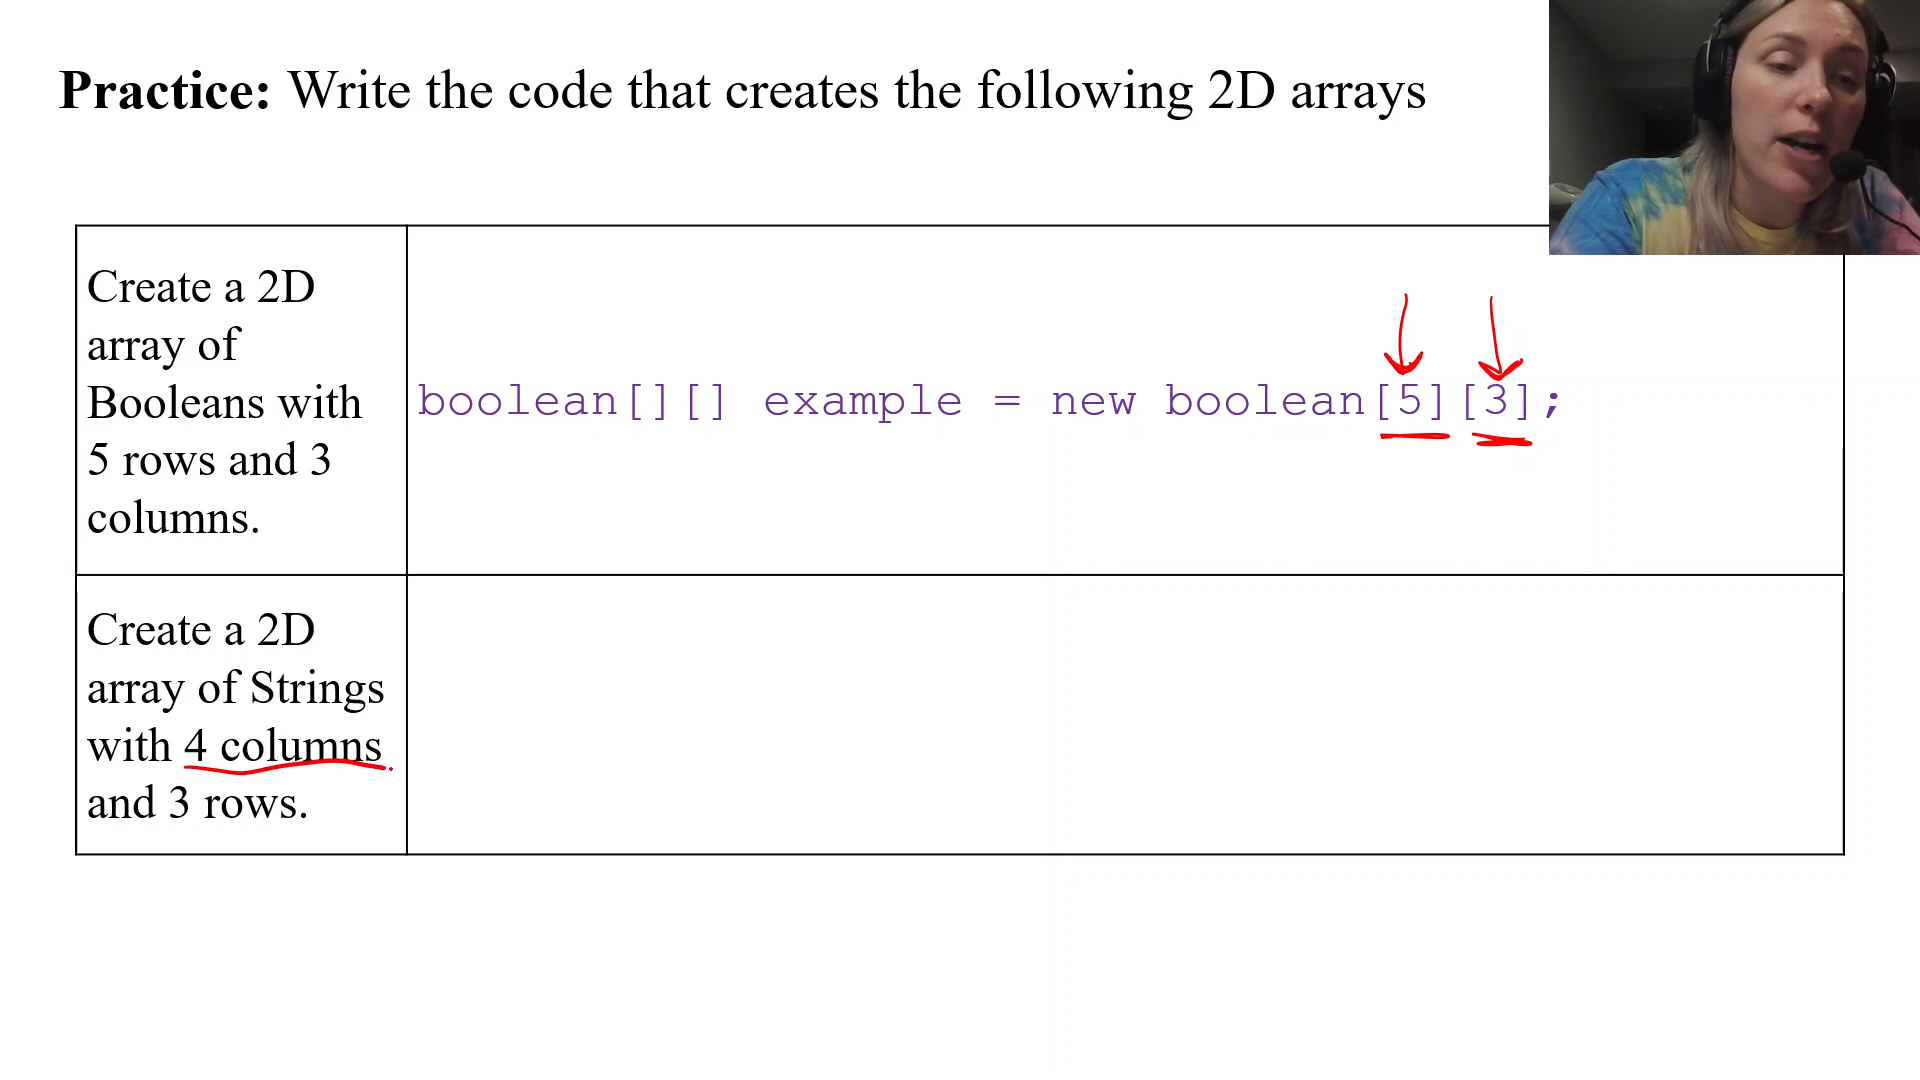 Practice: Write the code that creates the following 2D arrays
Create a 2D
array of
Booleans with
5 rows and 3
columns.
boolean[][] example = new boolean[5][3];
Create a 2D
array of Strings
with 4 columns
and 3 rows.